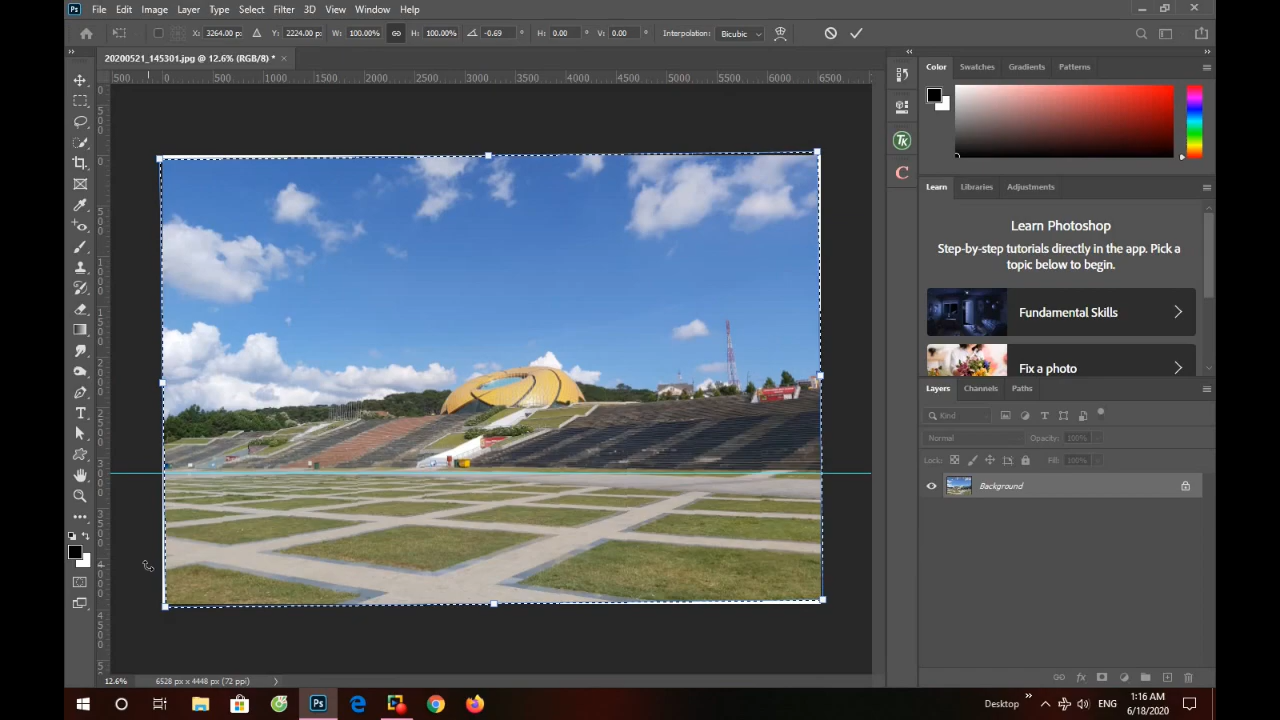 Ps File Edit Image Layer Type Select Filter 3D View Window Help
X: 3264.00 px Y: 2224.00 px W: 100.00% H: 100.00% -0.69 ° H: 0.00 ° V: 0.00 ° Interpolation: Bicubic
20200521_145301.jpg @ 12.6% (RGB/8) * ×
500 0 500 1000 1500 2000 2500 3000 3500 4000 4500 5000 5500 6000 6500
Color Swatches Gradients Patterns
TK
C
Learn Libraries Adjustments
Learn Photoshop
Step-by-step tutorials directly in the app. Pick a
topic below to begin.
Fundamental Skills
Fix a photo
Layers Channels Paths
Kind
Normal Opacity: 100%
Lock: Fill: 100%
Background
12.6% 6528 px x 4448 px (72 ppi)
Ps Desktop ENG 1:16 AM
6/18/2020